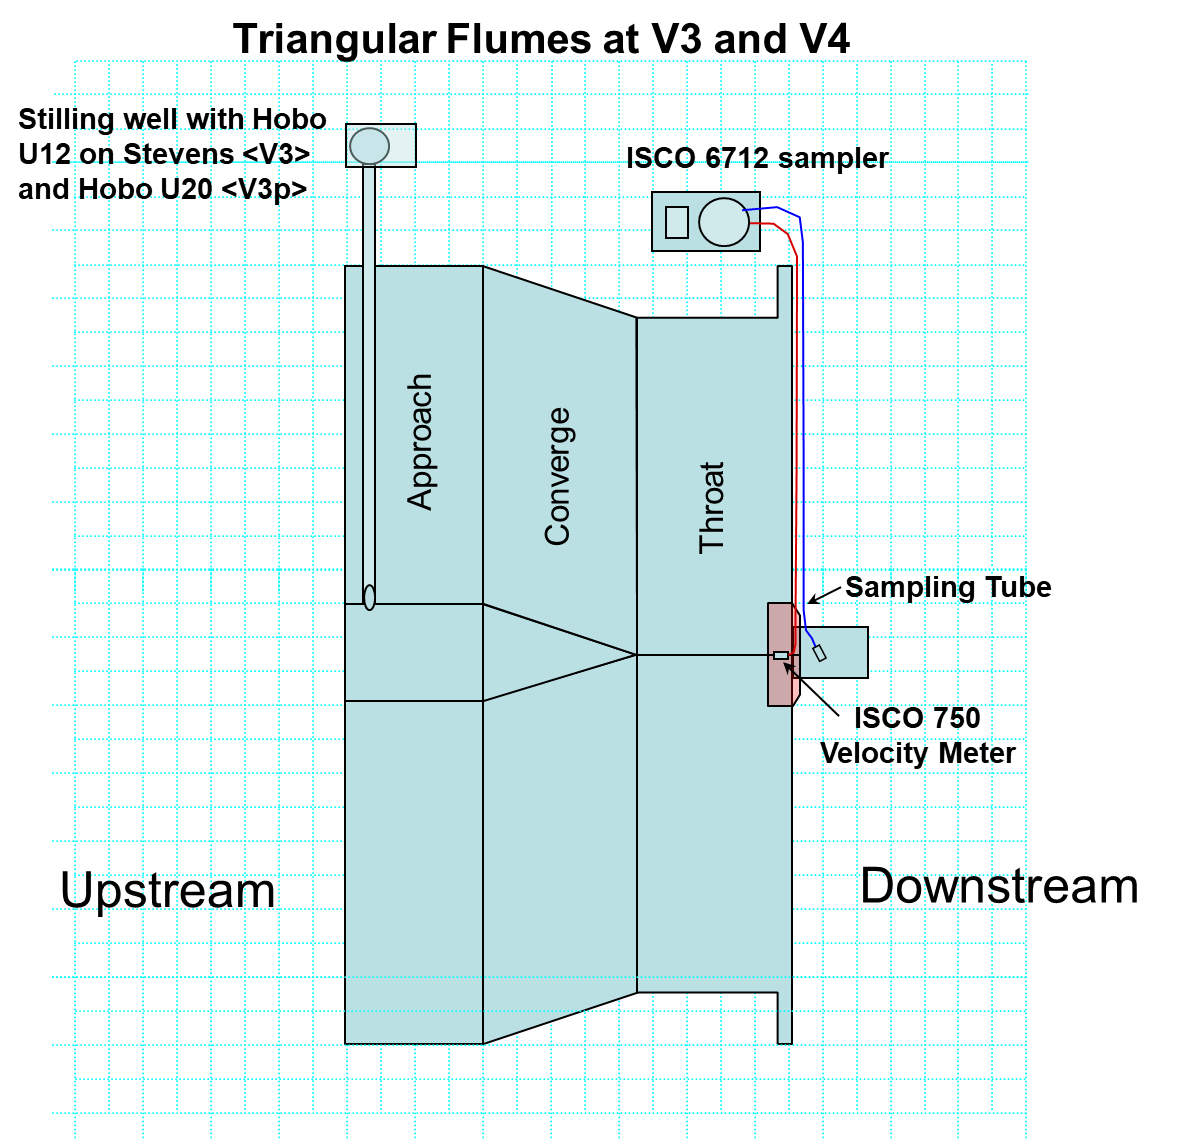 Triangular Flumes at V3 and V4
Stilling well with Hobo
U12 on Stevens <V3>
and Hobo U20 <V3p>
ISCO 6712 sampler
Approach
Converge
Throat
Sampling Tube
ISCO 750
Velocity Meter
Upstream
Downstream